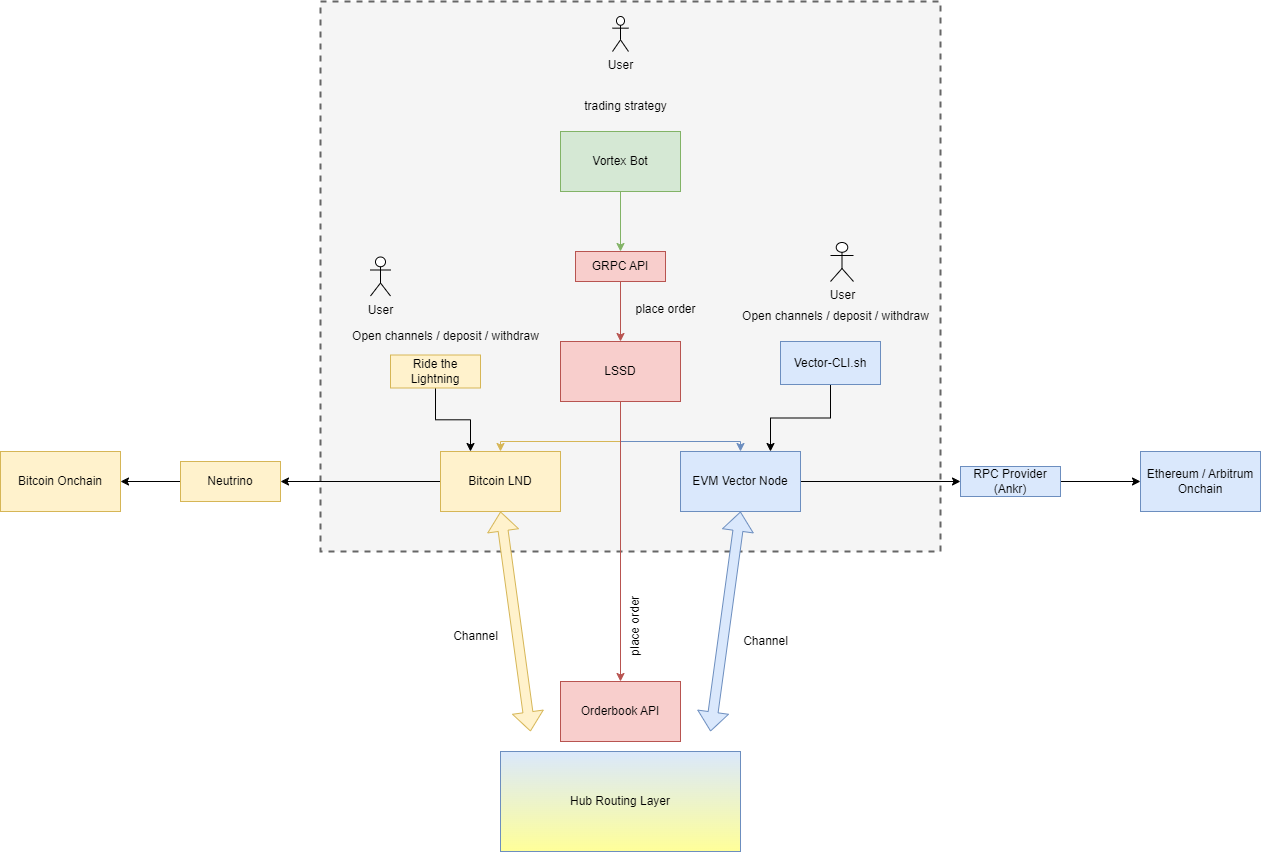 User
trading strategy
Vortex Bot
GRPC API
place order
User
Open channels / deposit / withdraw
Ride the
Lightning
LSSD
User
Open channels / deposit / withdraw
Vector-CLI.sh
Bitcoin Onchain
Neutrino
Bitcoin LND
EVM Vector Node
RPC Provider
(Ankr)
Ethereum / Arbitrum
Onchain
Channel
place order
Channel
Orderbook API
Hub Routing Layer